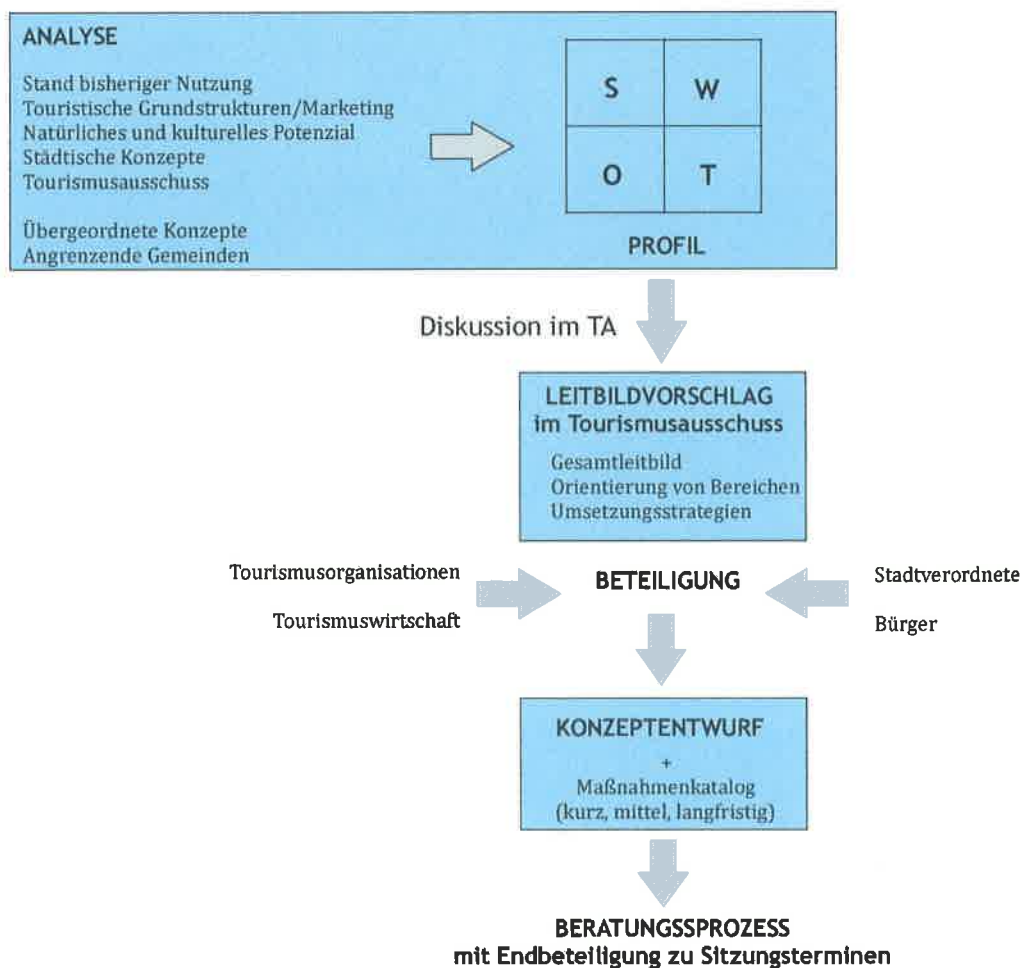 ANALYSE
Stand bisheriger Nutzung
Touristische Grundstrukturen/Marketing
Natürliches und kulturelles Potenzial
Städtische Konzepte
Tourismusausschuss
Übergeordnete Konzepte
Angrenzende Gemeinden
S W
O T
PROFIL
Diskussion im TA
LEITBILDVORSCHLAG
im Tourismusausschuss
Gesamtleitbild
Orientierung von Bereichen
Umsetzungsstrategien
Tourismusorganisationen
Tourismuswirtschaft
BETEILIGUNG
Stadtverordnete
Bürger
KONZEPTENTWURF
+
Maßnahmenkatalog
(kurz, mittel, langfristig)
BERATUNGSSPROZESS
mit Endbeteiligung zu Sitzungsterminen